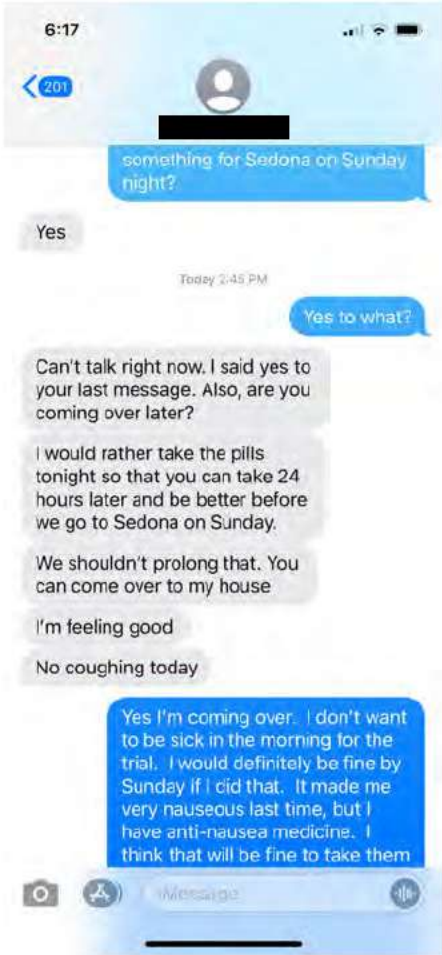 6:17
201
something for Sedona on Sunday
night?
Yes
Today 2:45 PM
Yes to what?
Can't talk right now. I said yes to
your last message. Also, are you
coming over later?
I would rather take the pills
tonight so that you can take 24
hours later and be better before
we go to Sedona on Sunday.
We shouldn't prolong that. You
can come over to my house
I'm feeling good
No coughing today
Yes I'm coming over. I don't want
to be sick in the morning for the
trial. I would definitely be fine by
Sunday if I did that. It made me
very nauseous last time, but I
have anti-nausea medicine. I
think that will be fine to take them
iMessage